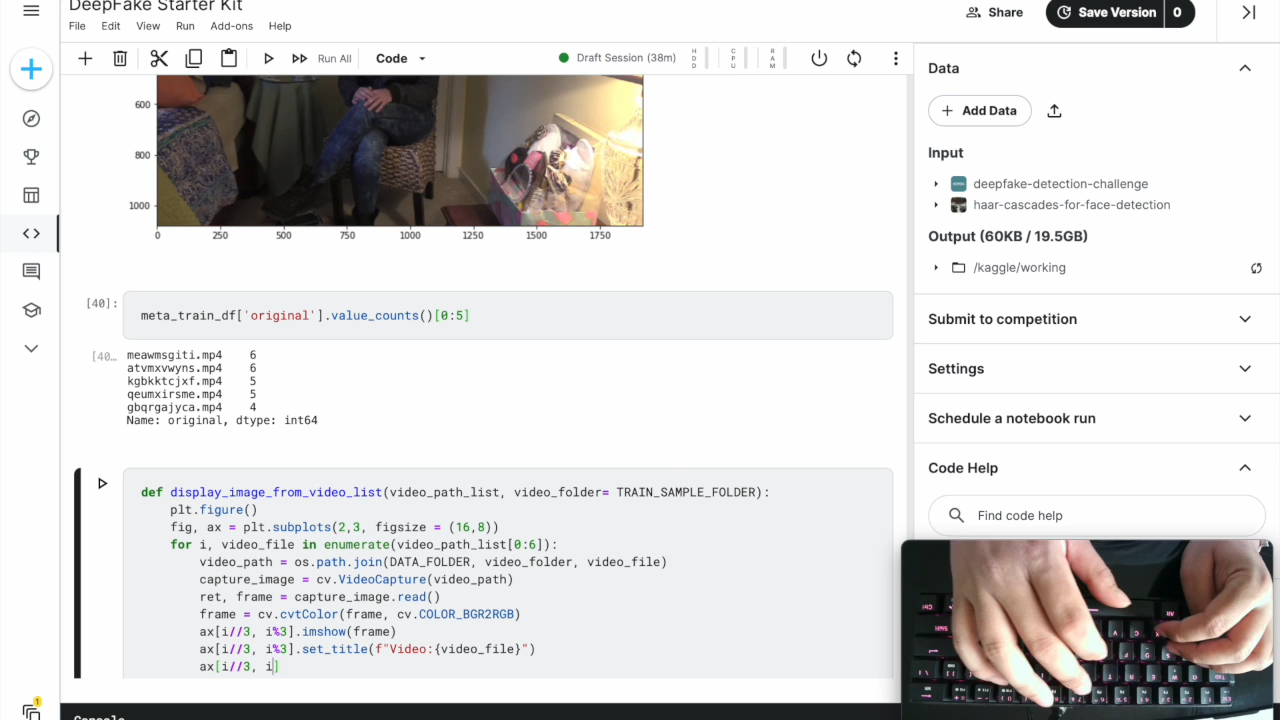 DeepFake Starter Kit
File Edit View Run Add-ons Help
Share
Save Version 0
Run All
Code
Draft Session (38m)
HDD
CPU
RAM
600
800
1000
0 250 500 750 1000 1250 1500 1750
[40]:
meta_train_df['original'].value_counts()[0:5]
[40…
meawmsgiti.mp4 6
atvmxvwyns.mp4 6
kgbkktcjxf.mp4 5
qeumxirsme.mp4 5
gbqrgajyca.mp4 4
Name: original, dtype: int64
def display_image_from_video_list(video_path_list, video_folder= TRAIN_SAMPLE_FOLDER):
plt.figure()
fig, ax = plt.subplots(2,3, figsize = (16,8))
for i, video_file in enumerate(video_path_list[0:6]):
video_path = os.path.join(DATA_FOLDER, video_folder, video_file)
capture_image = cv.VideoCapture(video_path)
ret, frame = capture_image.read()
frame = cv.cvtColor(frame, cv.COLOR_BGR2RGB)
ax[i//3, i%3].imshow(frame)
ax[i//3, i%3].set_title(f"Video:{video_file}")
ax[i//3, i]
Console
1
Data
Add Data
Input
deepfake-detection-challenge
haar-cascades-for-face-detection
Output (60KB / 19.5GB)
/kaggle/working
Submit to competition
Settings
Schedule a notebook run
Code Help
Find code help